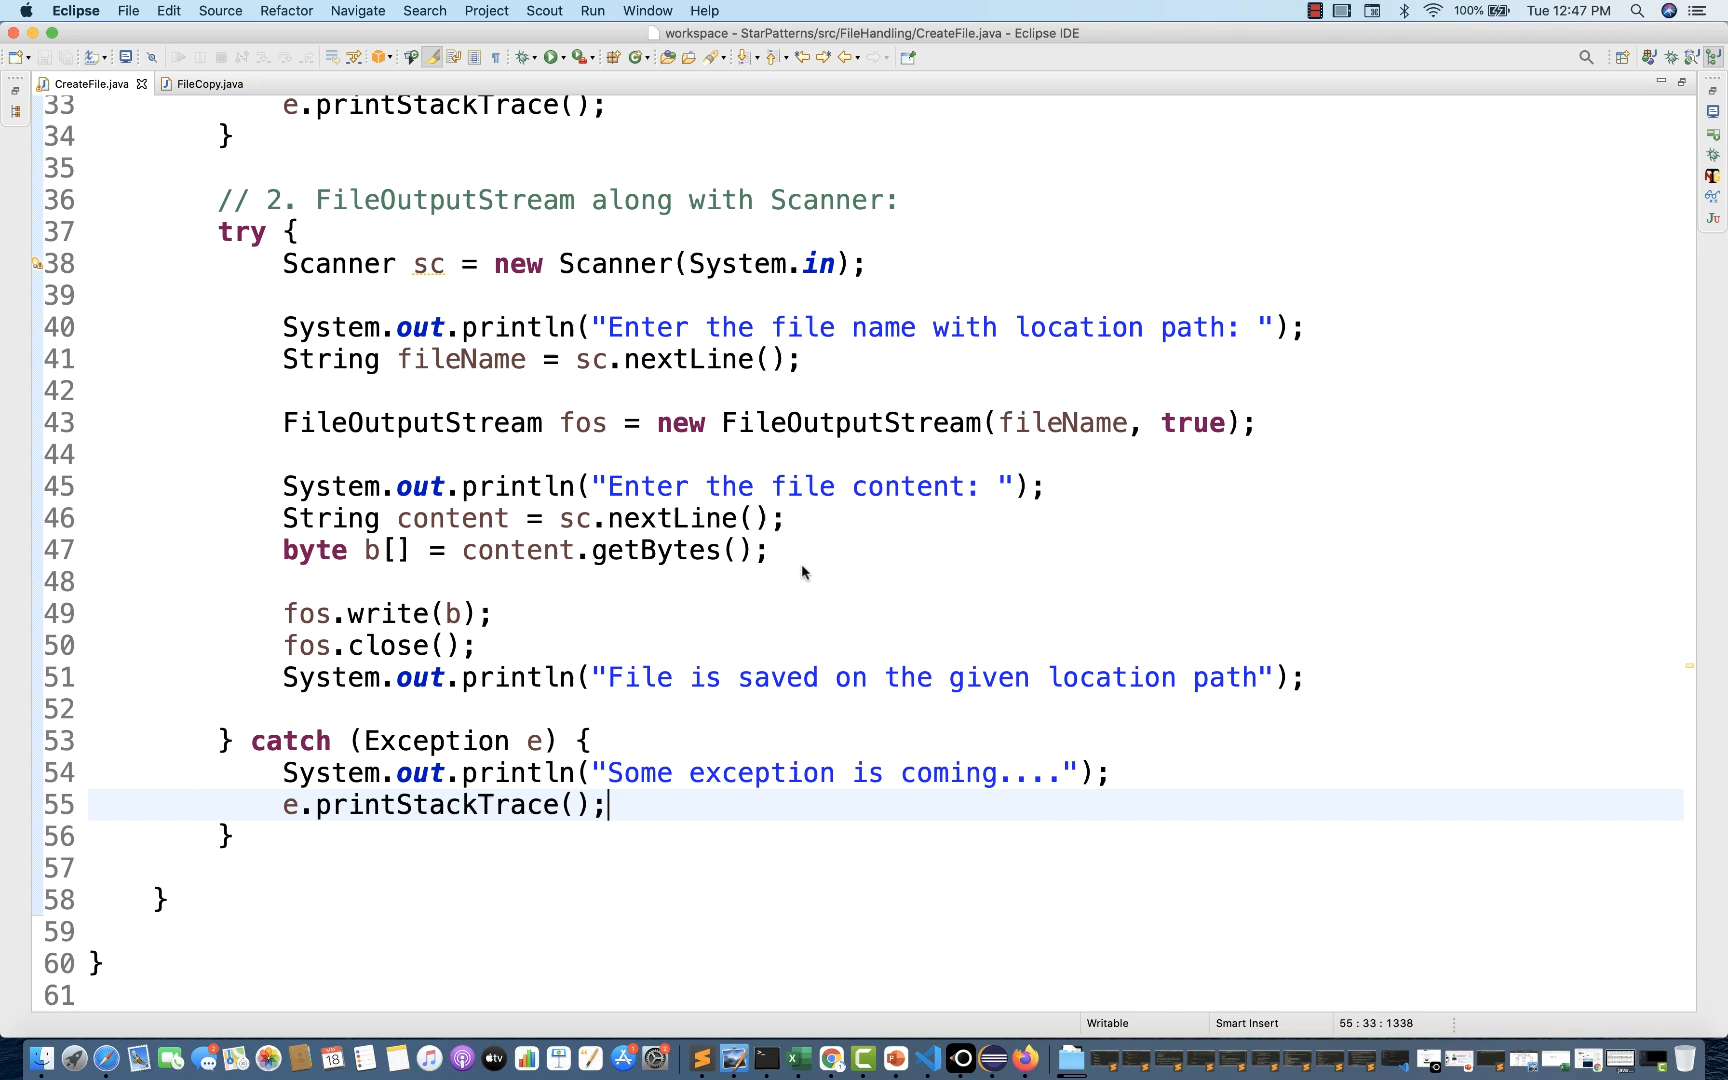 Eclipse File Edit Source Refactor Navigate Search Project Scout Run Window Help 100% Tue 12:47 PM
workspace - StarPatterns/src/FileHandling/CreateFile.java - Eclipse IDE
CreateFile.java FileCopy.java
33 e.printStackTrace();
34 }
35
36 // 2. FileOutputStream along with Scanner:
37 try {
38 Scanner sc = new Scanner(System.in);
39
40 System.out.println("Enter the file name with location path: ");
41 String fileName = sc.nextLine();
42
43 FileOutputStream fos = new FileOutputStream(fileName, true);
44
45 System.out.println("Enter the file content: ");
46 String content = sc.nextLine();
47 byte b[] = content.getBytes();
48
49 fos.write(b);
50 fos.close();
51 System.out.println("File is saved on the given location path");
52
53 } catch (Exception e) {
54 System.out.println("Some exception is coming....");
55 e.printStackTrace();
56 }
57
58 }
59
60 }
61
Writable Smart Insert 55 : 33 : 1338